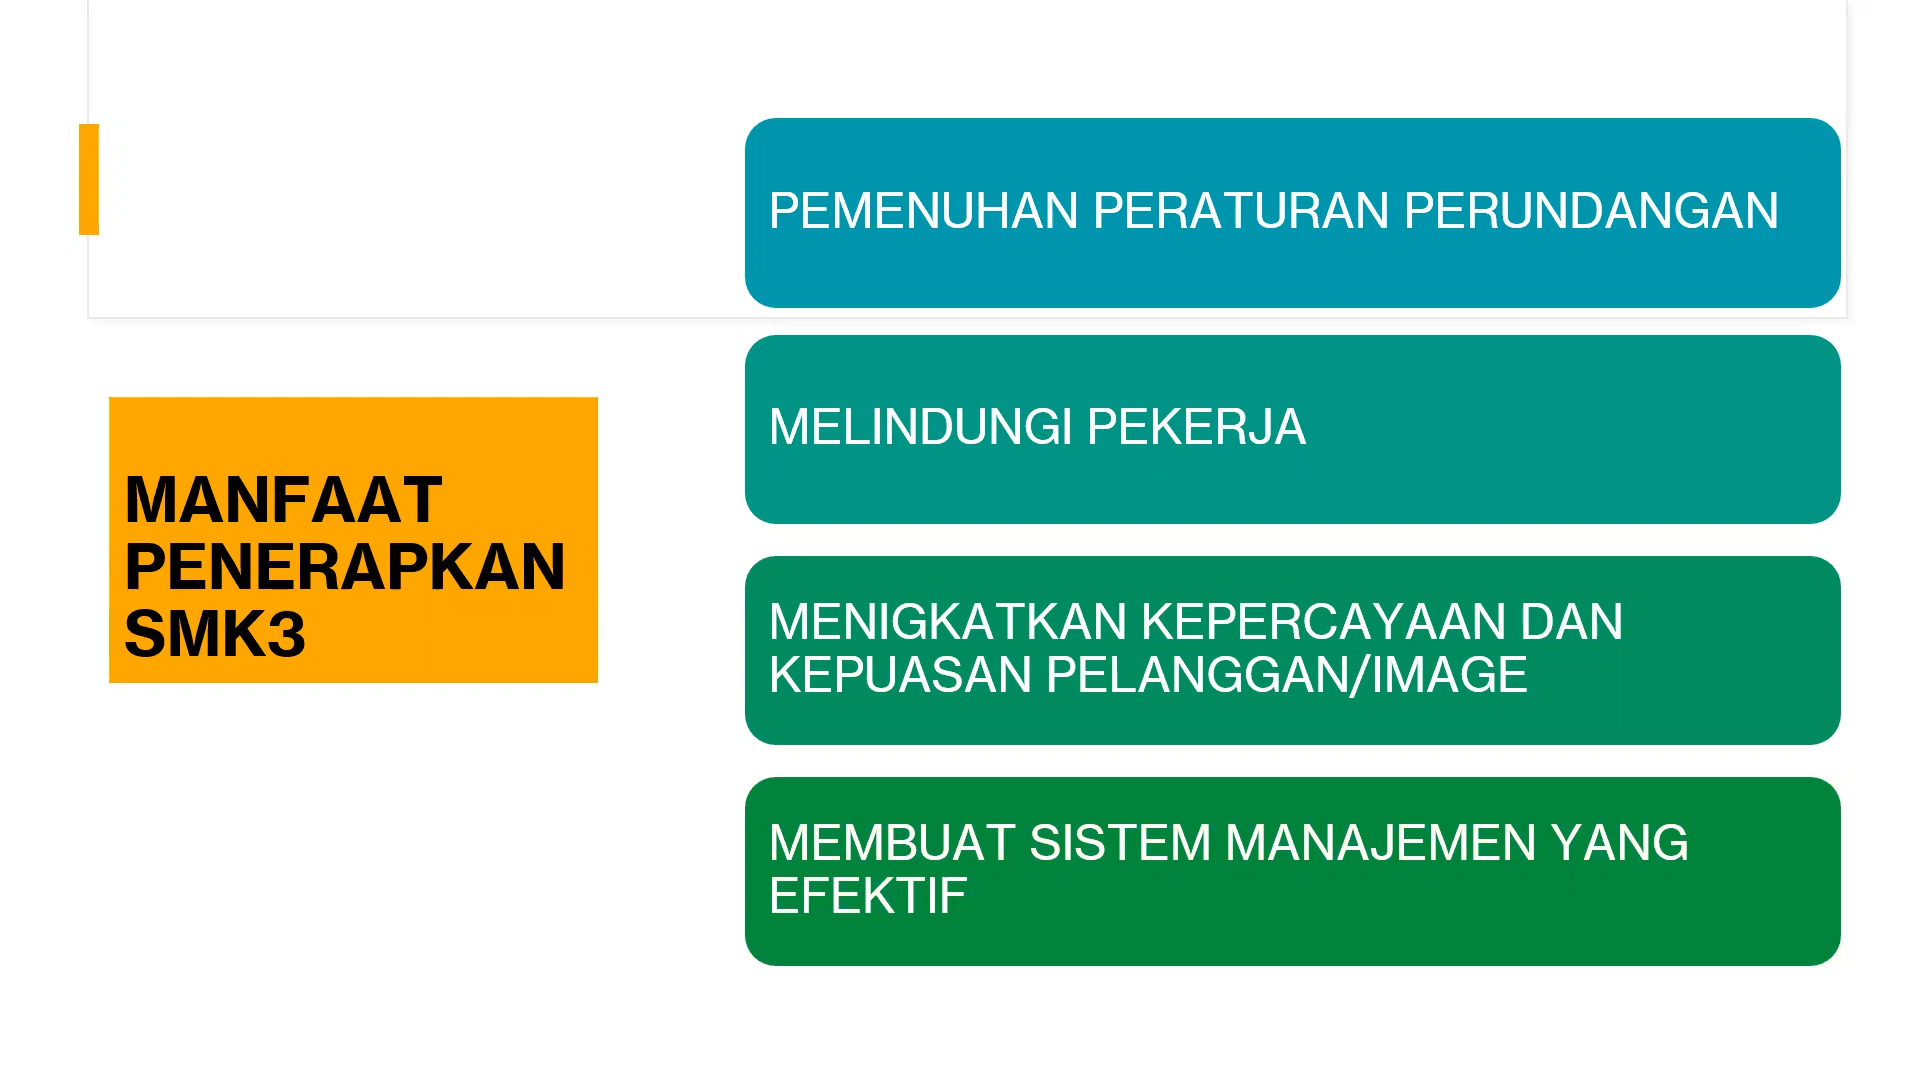 MANFAAT
PENERAPKAN
SMK3
PEMENUHAN PERATURAN PERUNDANGAN
MELINDUNGI PEKERJA
MENIGKATKAN KEPERCAYAAN DAN
KEPUASAN PELANGGAN/IMAGE
MEMBUAT SISTEM MANAJEMEN YANG
EFEKTIF